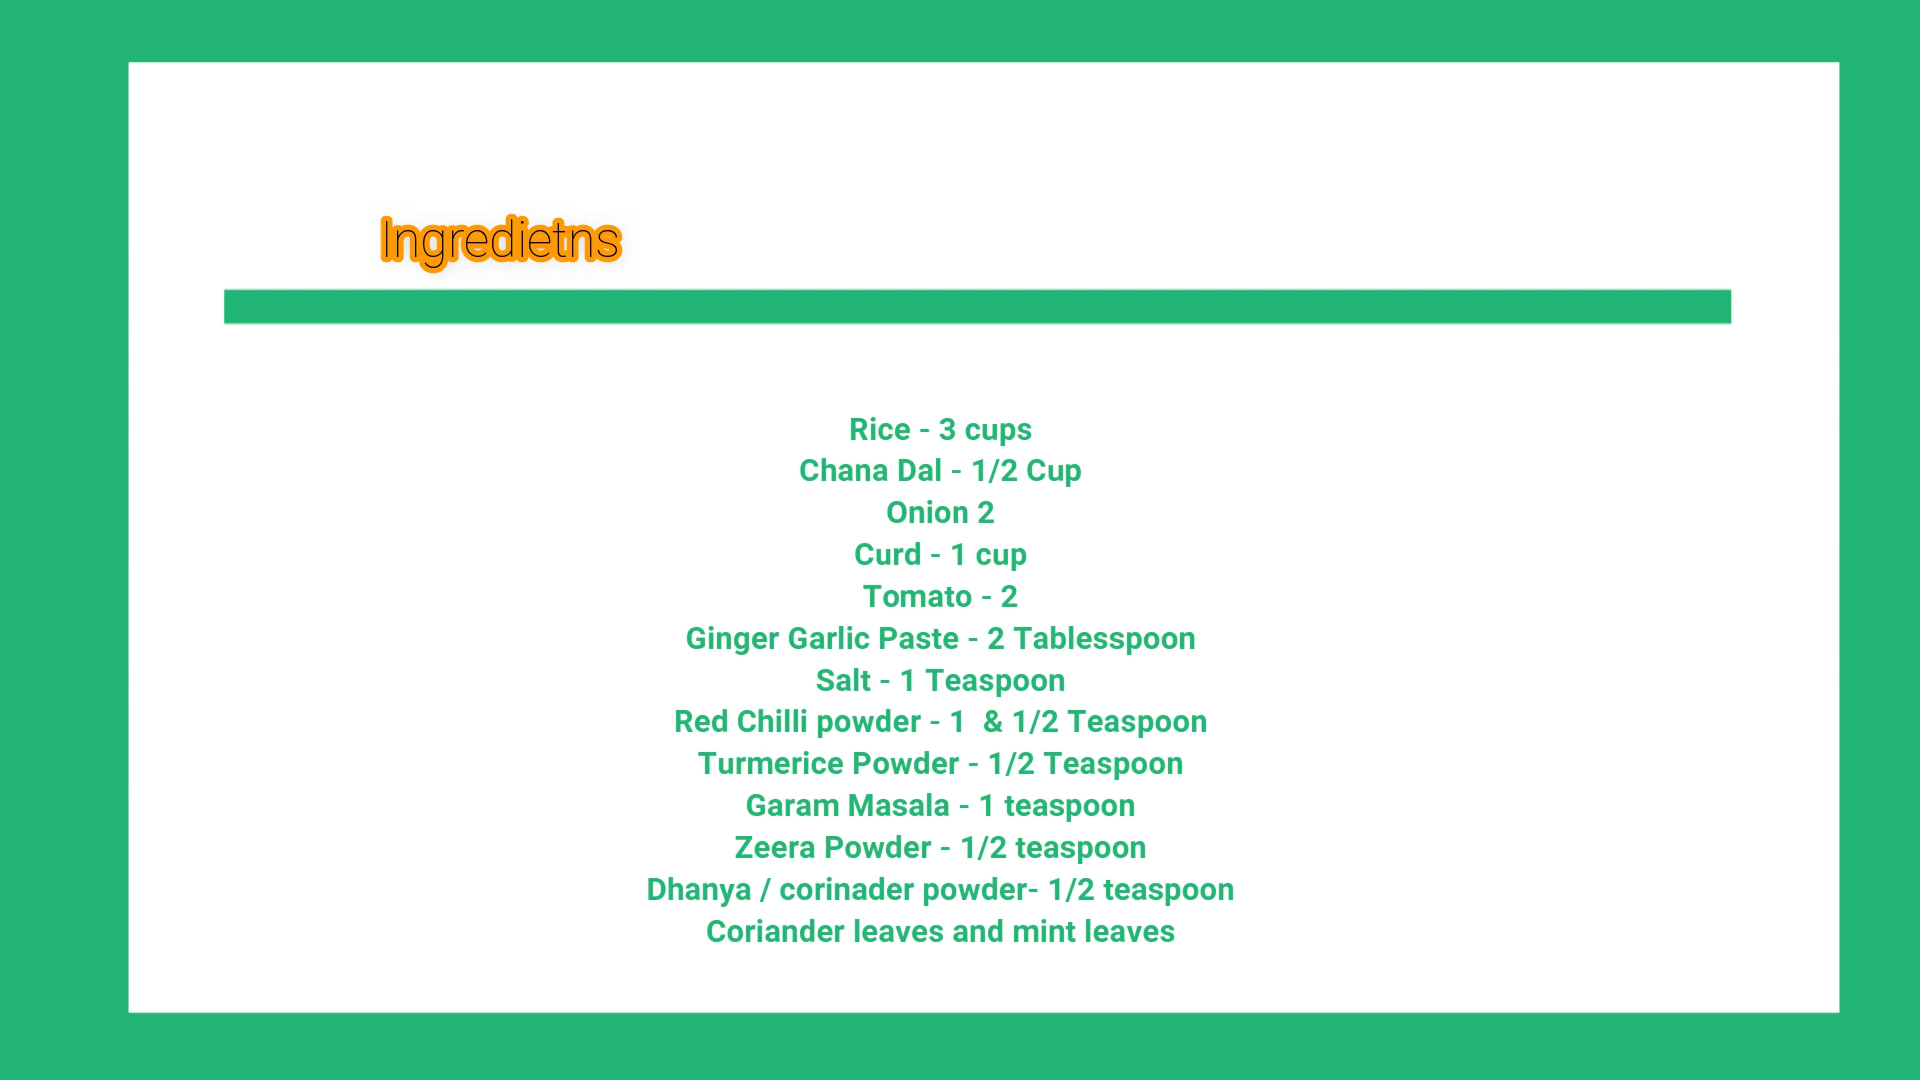 Ingredietns
Rice - 3 cups
Chana Dal - 1/2 Cup
Onion 2
Curd - 1 cup
Tomato - 2
Ginger Garlic Paste - 2 Tablesspoon
Salt - 1 Teaspoon
Red Chilli powder - 1  & 1/2 Teaspoon
Turmerice Powder - 1/2 Teaspoon
Garam Masala - 1 teaspoon
Zeera Powder - 1/2 teaspoon
Dhanya / corinader powder- 1/2 teaspoon
Coriander leaves and mint leaves